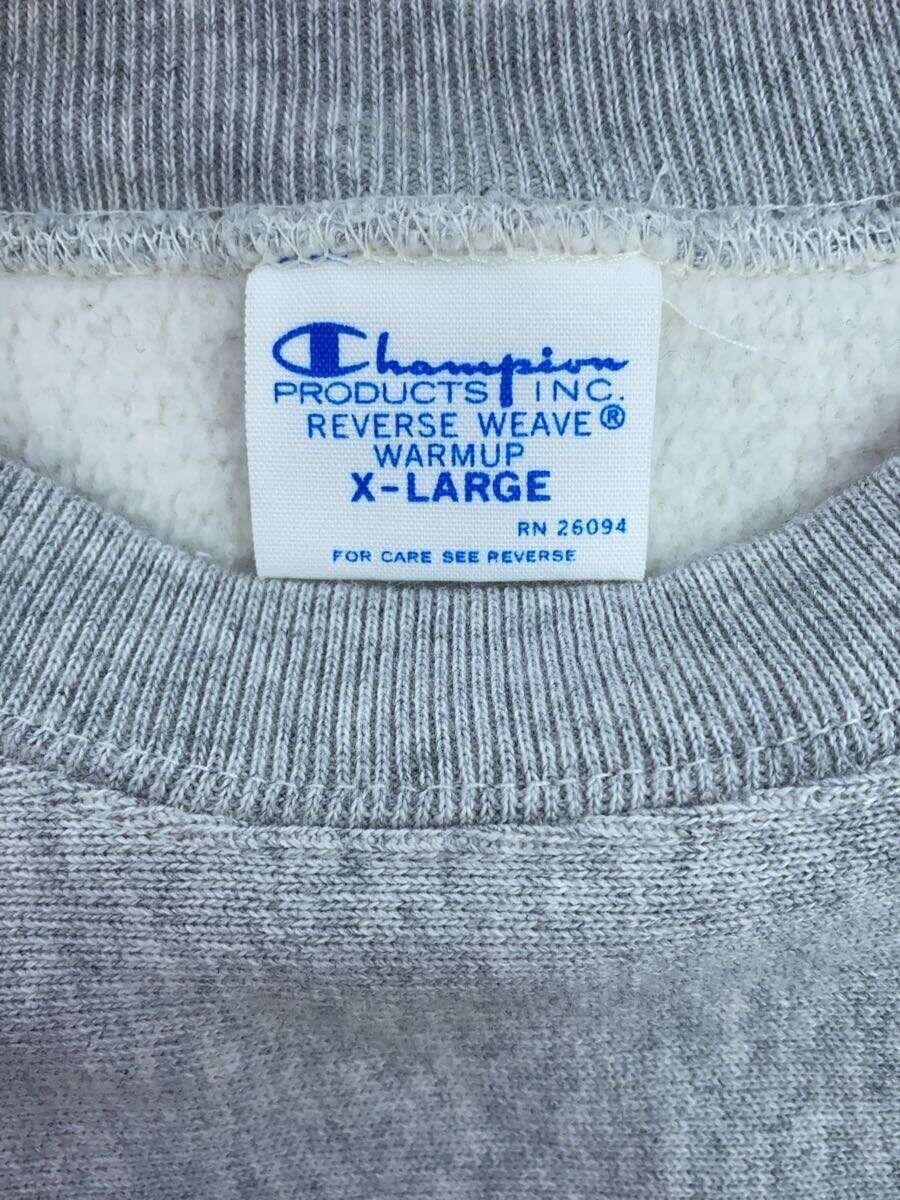 Champion
PRODUCTS INC.
REVERSE WEAVE®
WARMUP
X-LARGE
RN 26094
FOR CARE SEE REVERSE